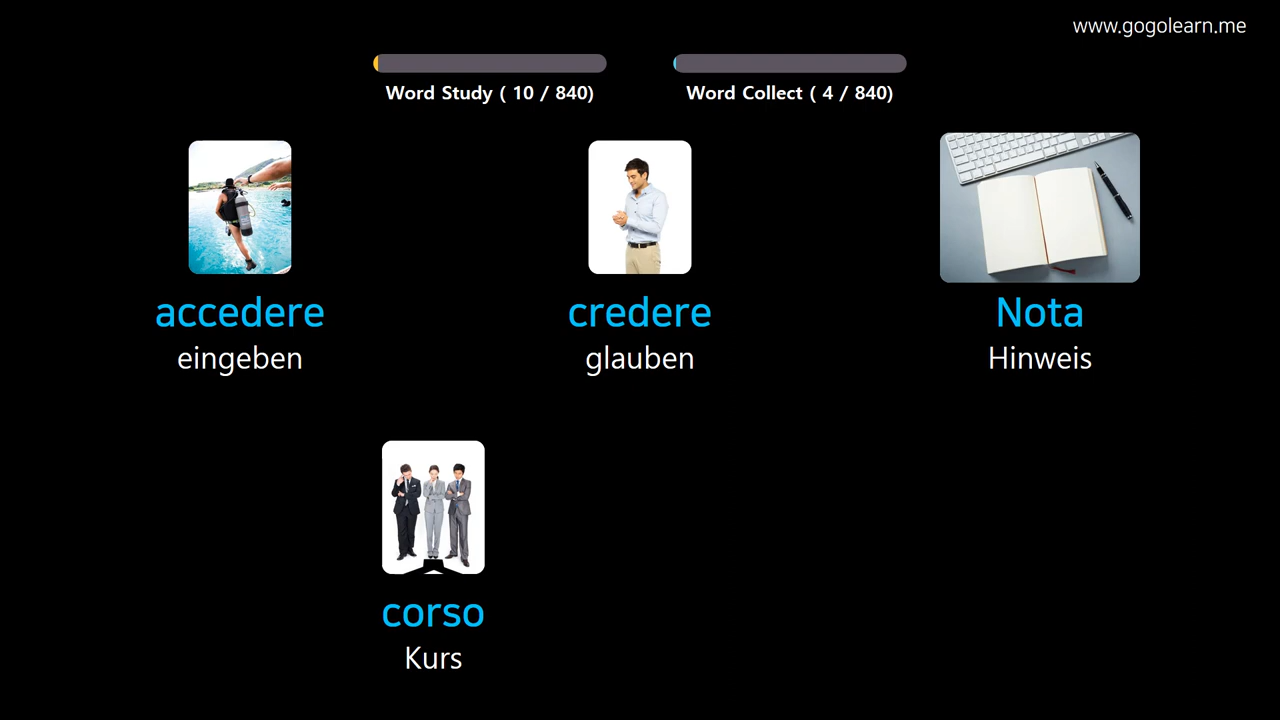 www.gogolearn.me
Word Study ( 10 / 840)
Word Collect ( 4 / 840)
accedere
eingeben
credere
glauben
Nota
Hinweis
corso
Kurs